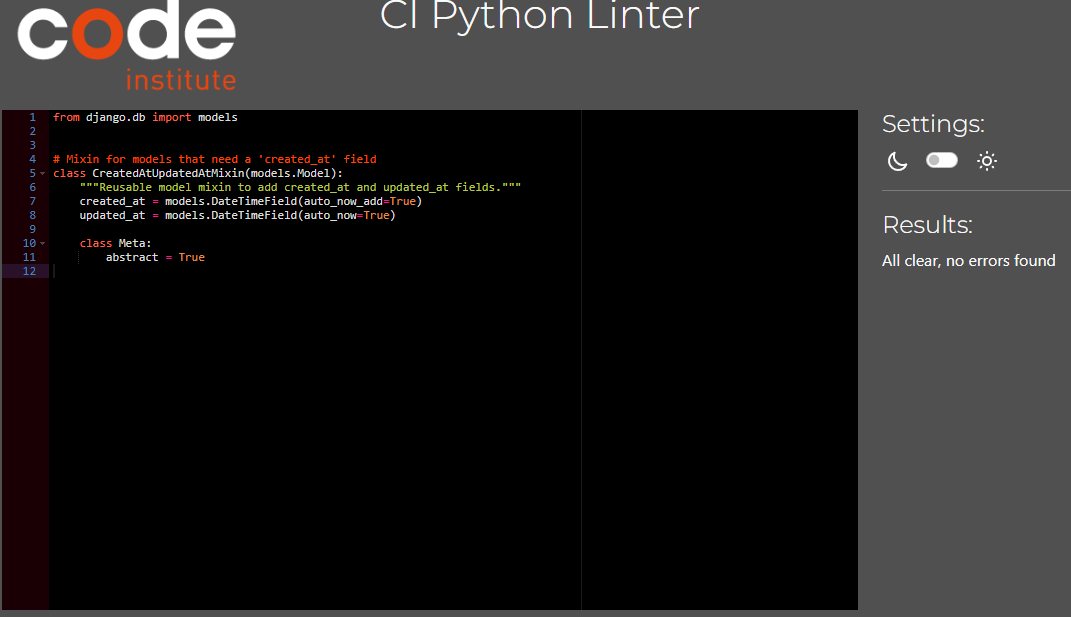 code
institute
CI Python Linter
1 from django.db import models
2
3
4 # Mixin for models that need a 'created_at' field
5 class CreatedAtUpdatedAtMixin(models.Model):
6     """Reusable model mixin to add created_at and updated_at fields."""
7     created_at = models.DateTimeField(auto_now_add=True)
8     updated_at = models.DateTimeField(auto_now=True)
9
10     class Meta:
11         abstract = True
12
Settings:
Results:
All clear, no errors found